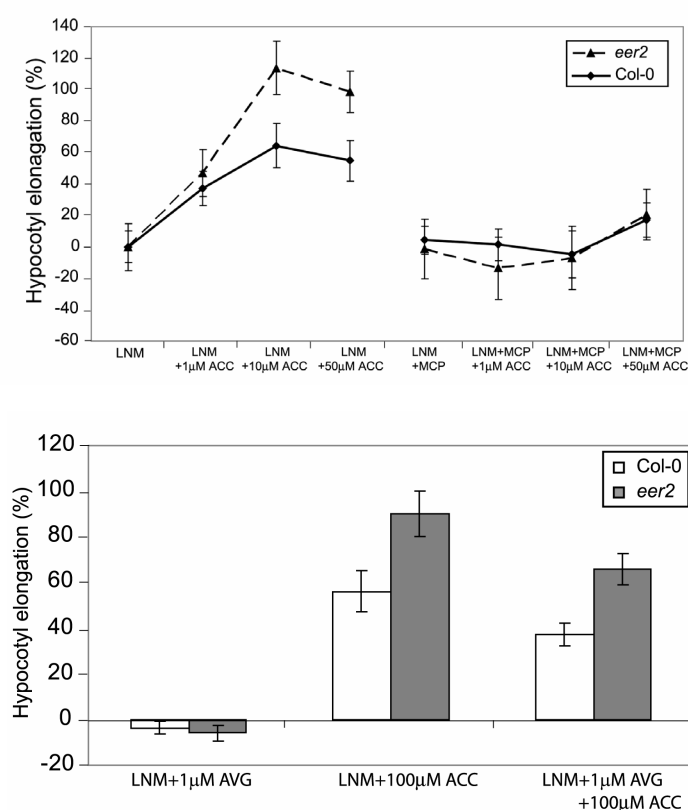 Hypocotyl elonagation (%)
140
120
100
80
60
40
20
0
-20
-40
-60
eer2
Col-0
LNM
LNM
+1μM ACC
LNM
+10μM ACC
LNM
+50μM ACC
LNM
+MCP
LNM+MCP
+1μM ACC
LNM+MCP
+10μM ACC
LNM+MCP
+50μM ACC
Hypocotyl elongation (%)
120
100
80
60
40
20
0
-20
Col-0
eer2
LNM+1μM AVG
LNM+100μM ACC
LNM+1μM AVG
+100μM ACC